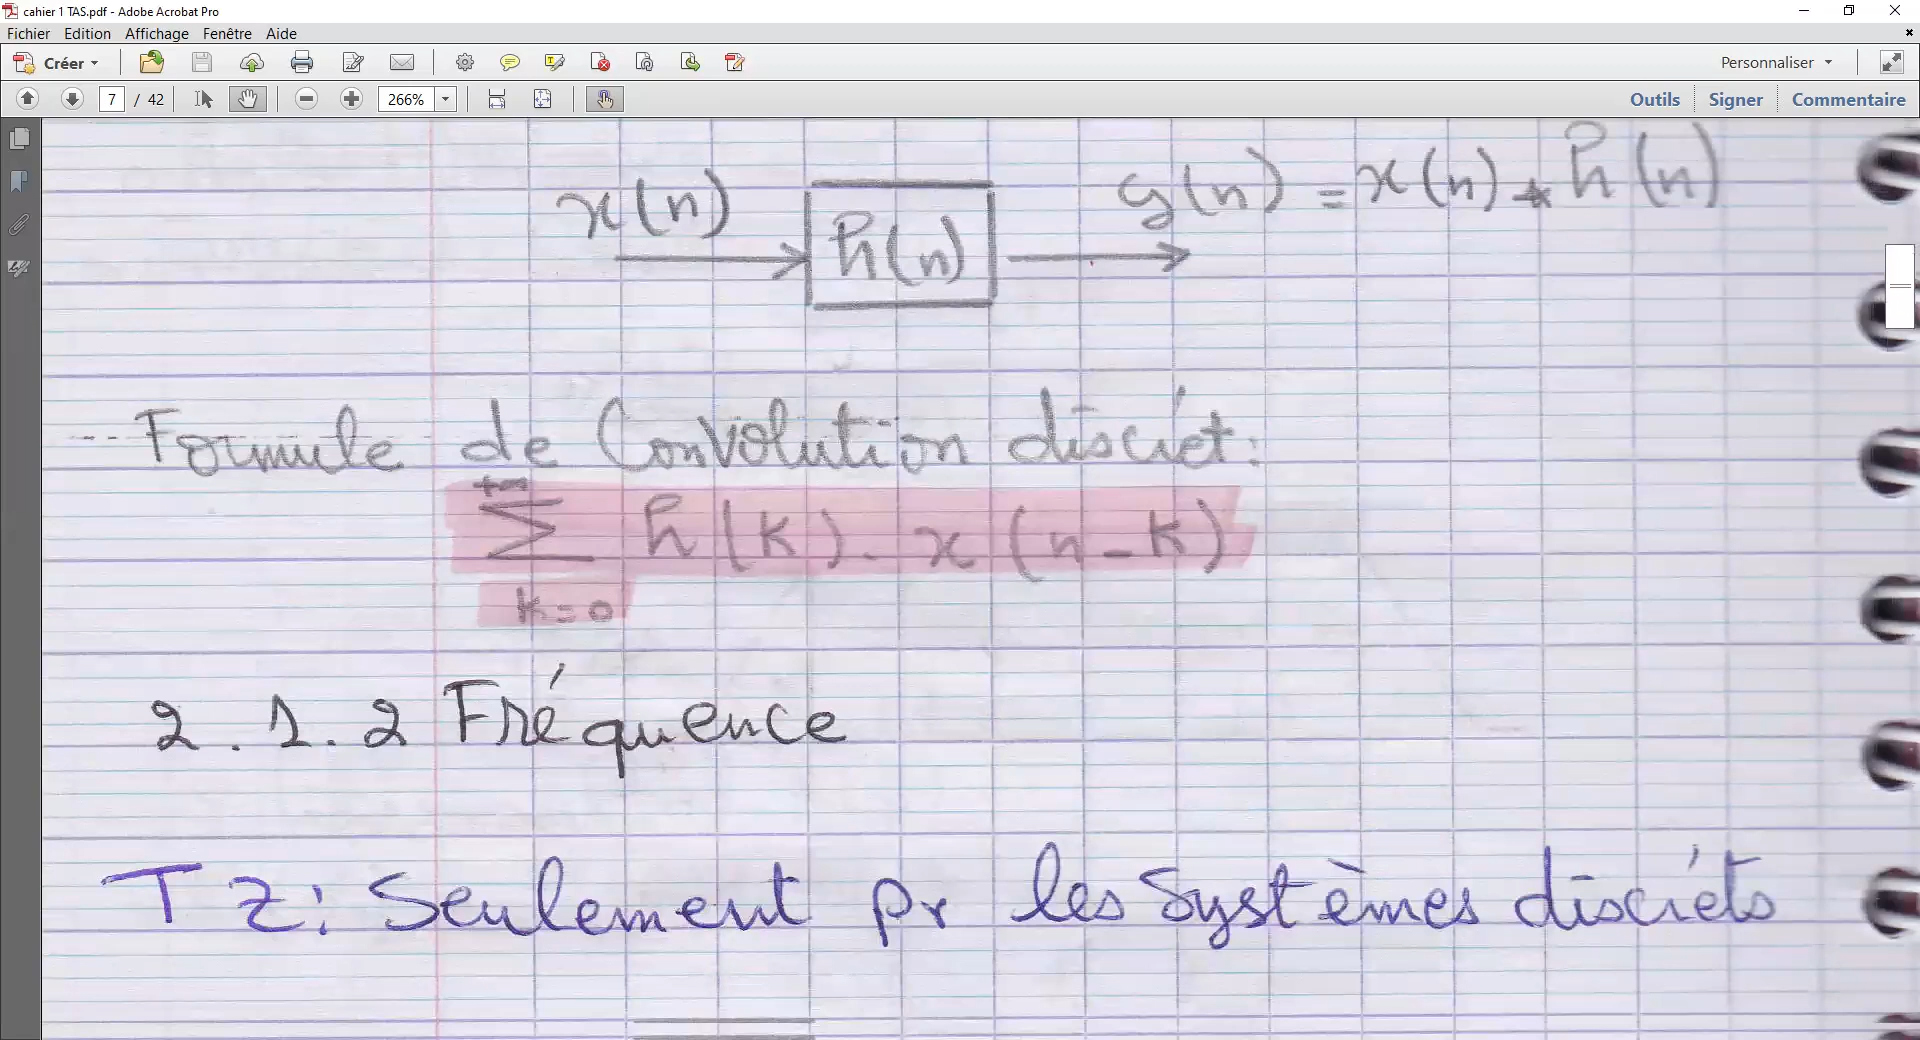 cahier 1 TAS.pdf - Adobe Acrobat Pro
Fichier Edition Affichage Fenêtre Aide
Créer Personnaliser
7 / 42 266% Outils Signer Commentaire
x(n) h(n) y(n) = x(n) * h(n)
Formule de Convolution discrét:
+∞
∑ h(k). x(n-k)
k=0
2.1.2 Fréquence
TZ: Seulement pr les Systèmes discréts